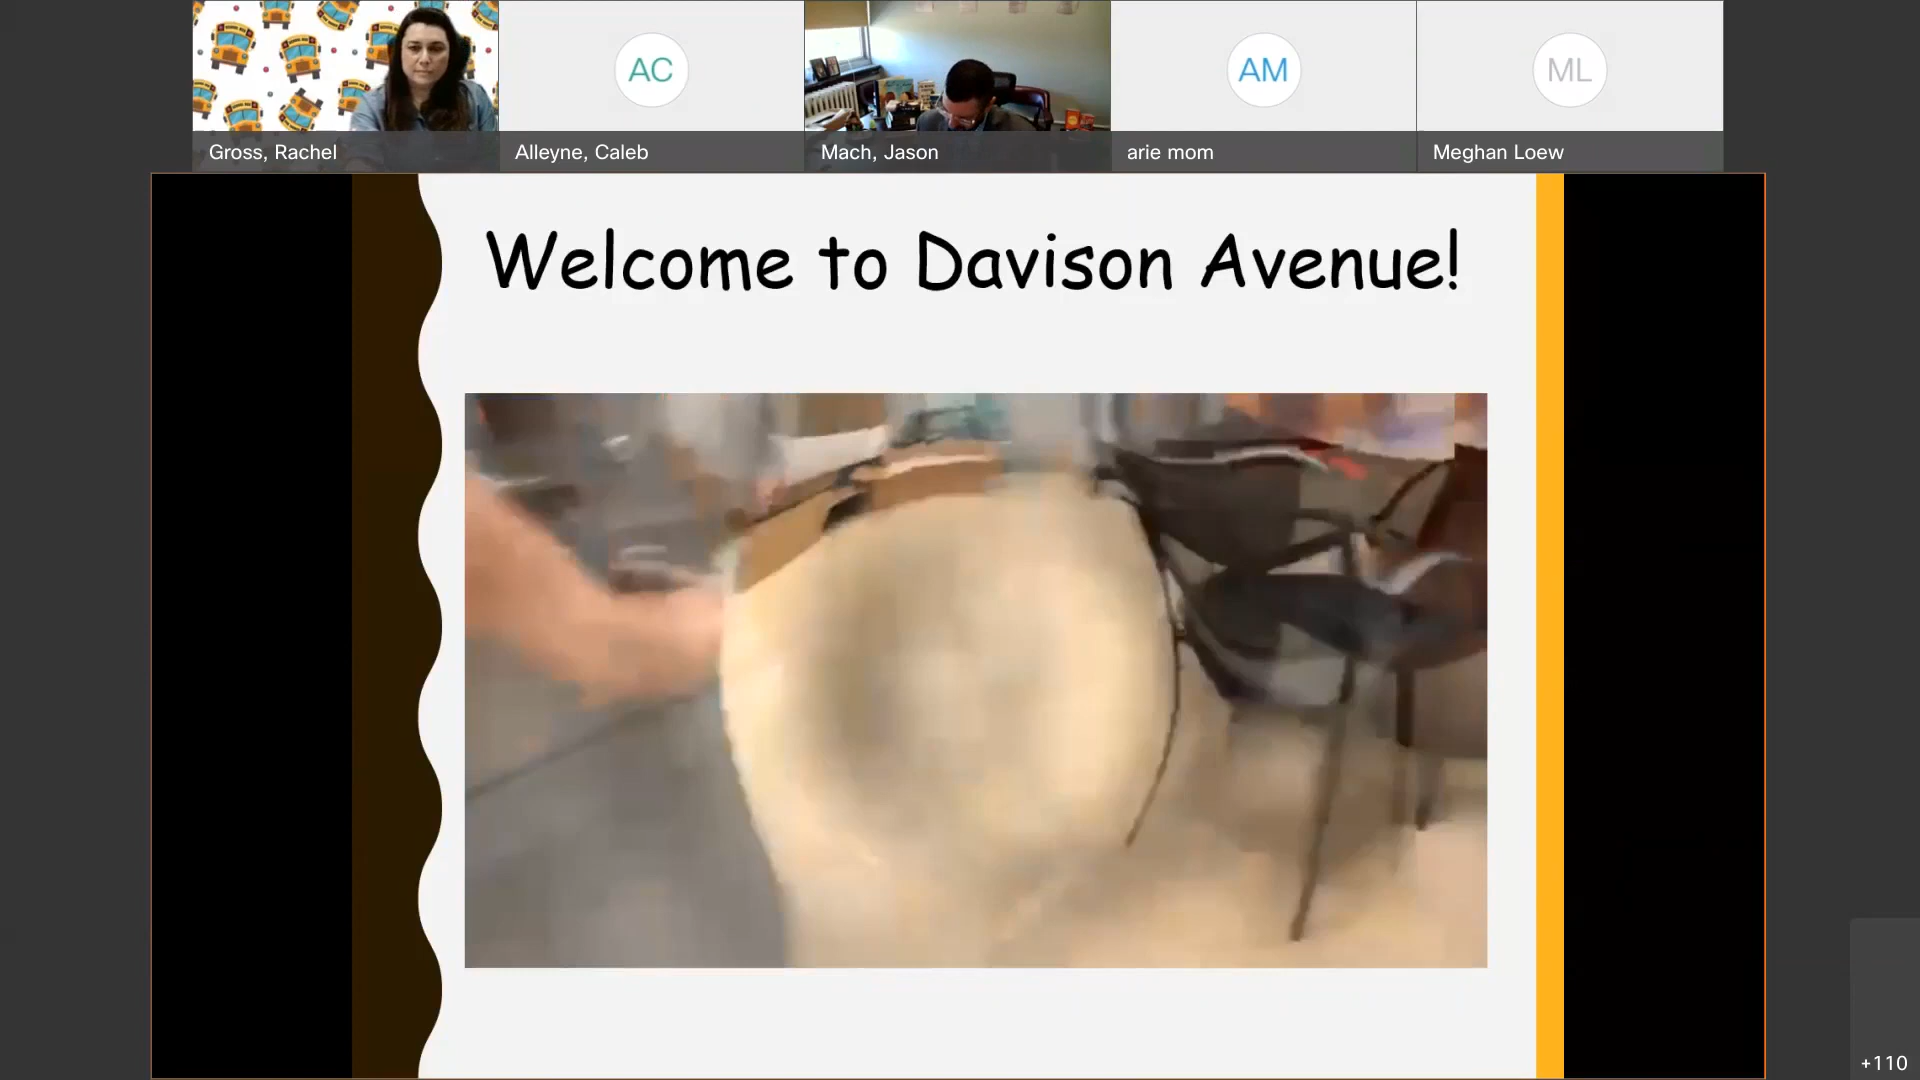 AC
AM
ML
Gross, Rachel
Alleyne, Caleb
Mach, Jason
arie mom
Meghan Loew
Welcome to Davison Avenue!
+110